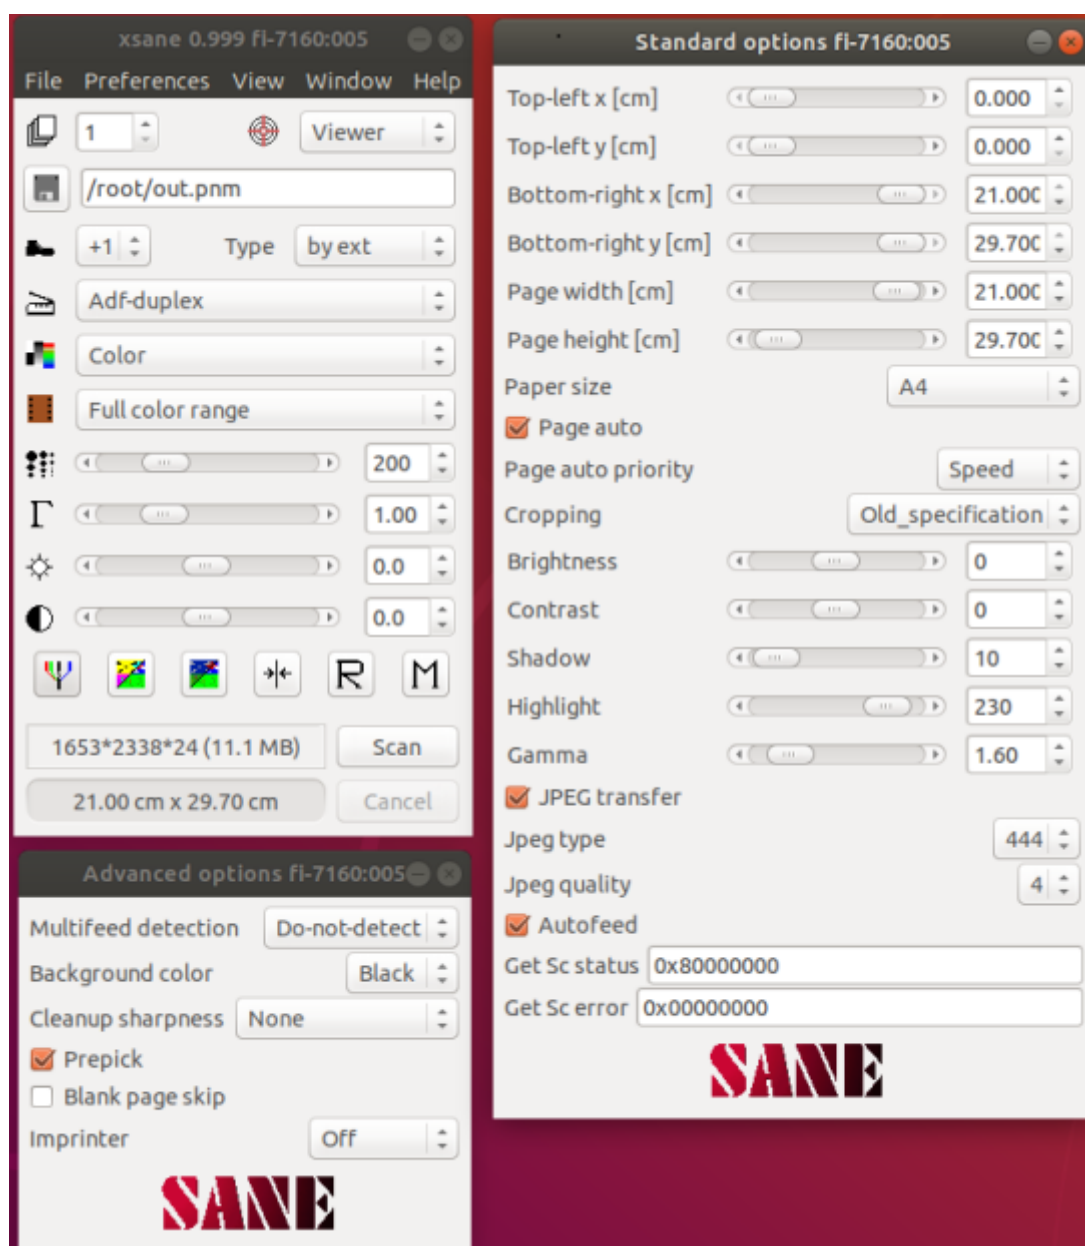 xsane 0.999 fi-7160:005
File Preferences View Window Help
1 Viewer
/root/out.pnm
+1 Type by ext
Adf-duplex
Color
Full color range
200
Γ 1.00
0.0
0.0
R M
1653*2338*24 (11.1 MB) Scan
21.00 cm x 29.70 cm Cancel
Advanced options fi-7160:005
Multifeed detection Do-not-detect
Background color Black
Cleanup sharpness None
Prepick
Blank page skip
Imprinter Off
SANE
Standard options fi-7160:005
Top-left x [cm] 0.000
Top-left y [cm] 0.000
Bottom-right x [cm] 21.000
Bottom-right y [cm] 29.700
Page width [cm] 21.000
Page height [cm] 29.700
Paper size A4
Page auto
Page auto priority Speed
Cropping Old_specification
Brightness 0
Contrast 0
Shadow 10
Highlight 230
Gamma 1.60
JPEG transfer
Jpeg type 444
Jpeg quality 4
Autofeed
Get Sc status 0x80000000
Get Sc error 0x00000000
SANE